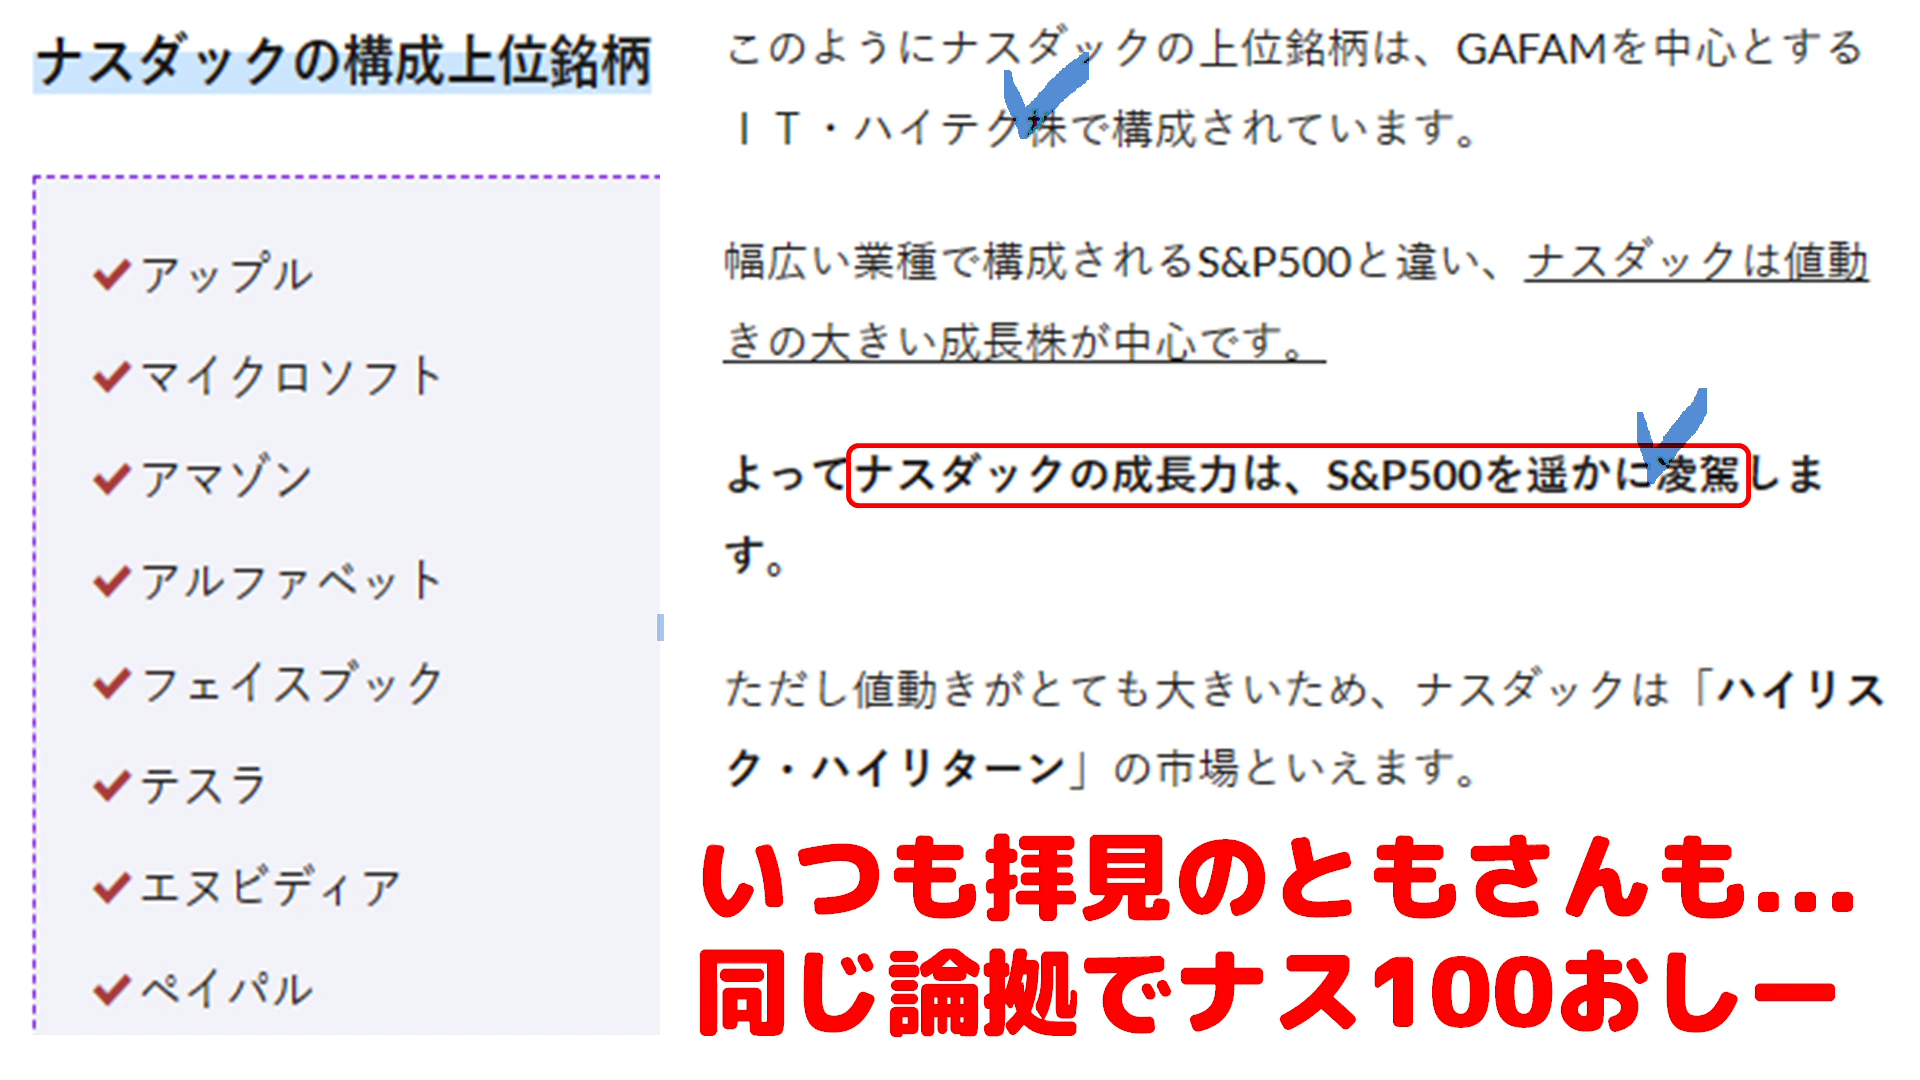 ナスダックの構成上位銘柄
アップル
マイクロソフト
アマゾン
アルファベット
フェイスブック
テスラ
エヌビディア
ペイパル
このようにナスダックの上位銘柄は、GAFAMを中心とする
ＩＴ・ハイテク株で構成されています。
幅広い業種で構成されるS&P500と違い、ナスダックは値動
きの大きい成長株が中心です。
よってナスダックの成長力は、S&P500を遥かに凌駕しま
す。
ただし値動きがとても大きいため、ナスダックは「ハイリス
ク・ハイリターン」の市場といえます。
いつも拝見のともさんも...
同じ論拠でナス100おしー